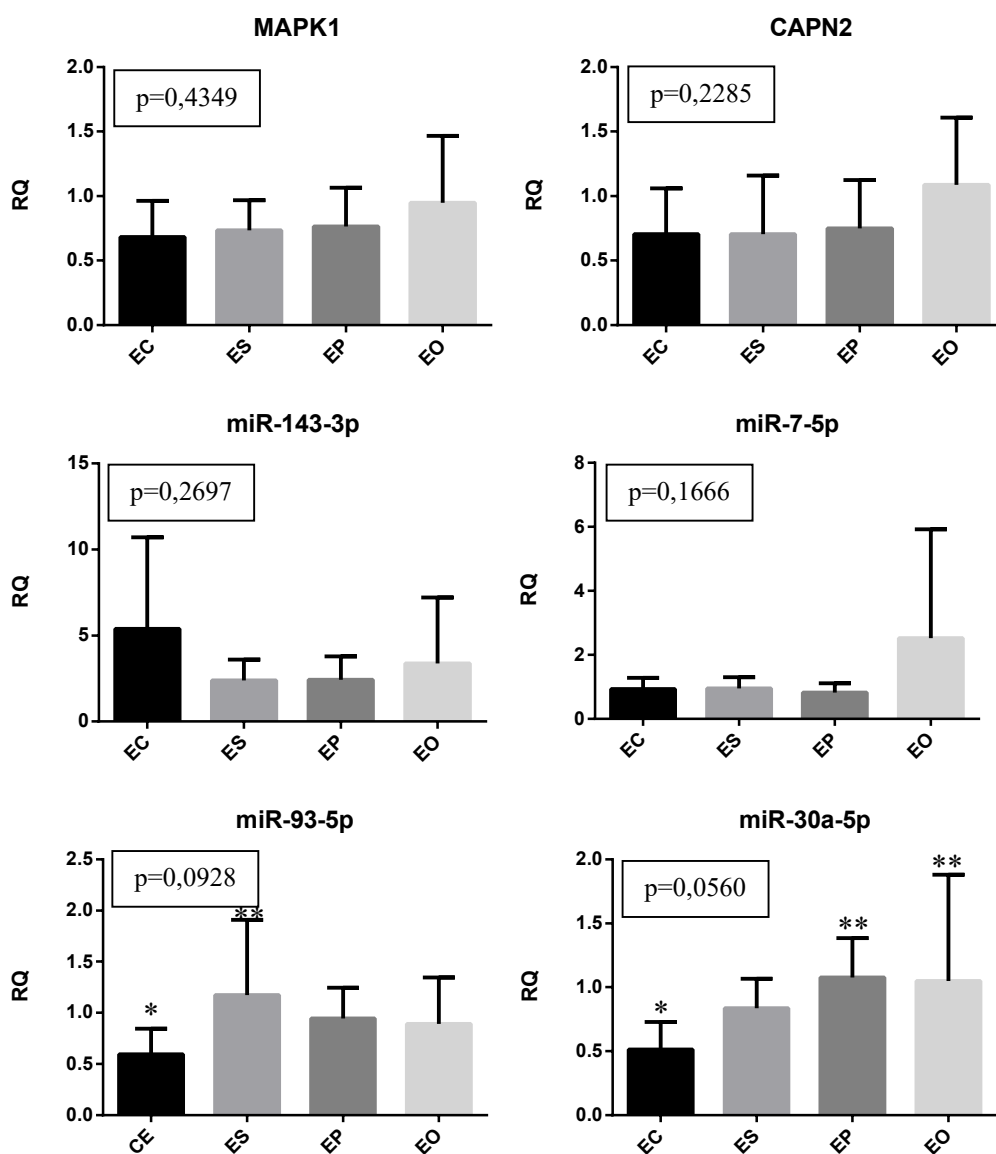 MAPK1
2.0
1.5
1.0
0.5
0.0
RQ
p=0,4349
EC ES EP EO
CAPN2
2.0
1.5
1.0
0.5
0.0
RQ
p=0,2285
EC ES EP EO
miR-143-3p
15
10
5
0
RQ
p=0,2697
EC ES EP EO
miR-7-5p
8
6
4
2
0
RQ
p=0,1666
EC ES EP EO
miR-93-5p
2.5
2.0
1.5
1.0
0.5
0.0
RQ
p=0,0928
* **
CE ES EP EO
miR-30a-5p
2.0
1.5
1.0
0.5
0.0
RQ
p=0,0560
* ** **
EC ES EP EO